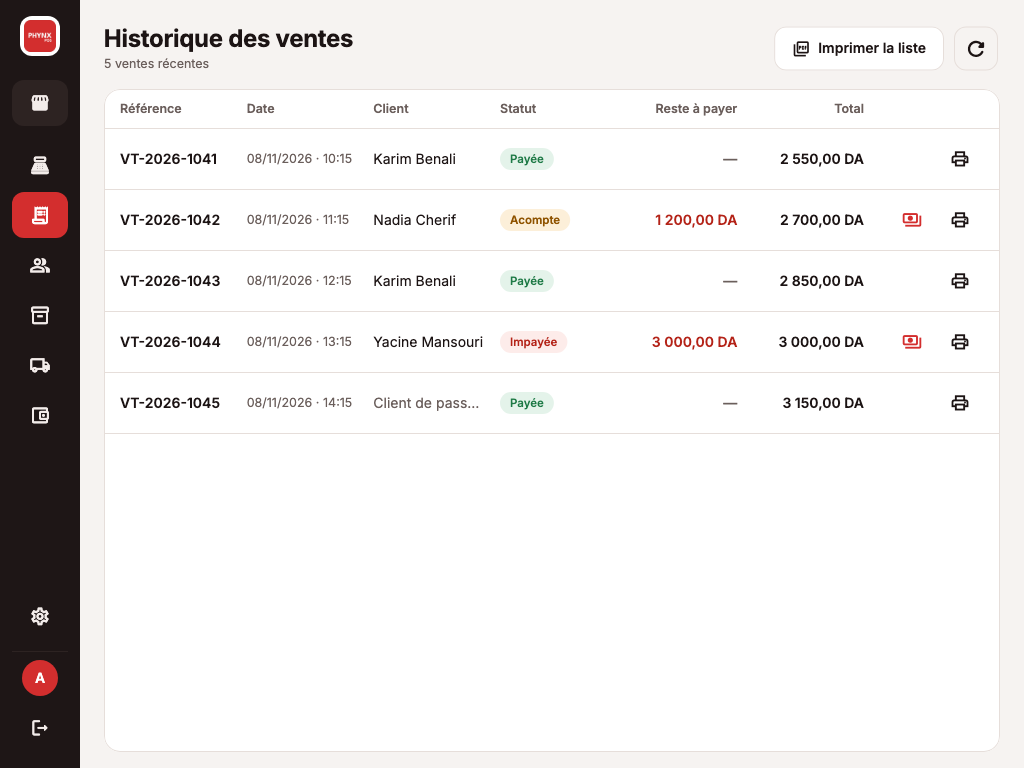 PHYNX
Historique des ventes
5 ventes récentes
Imprimer la liste
Référence Date Client Statut Reste à payer Total
VT-2026-1041 08/11/2026 · 10:15 Karim Benali Payée — 2 550,00 DA
VT-2026-1042 08/11/2026 · 11:15 Nadia Cherif Acompte 1 200,00 DA 2 700,00 DA
VT-2026-1043 08/11/2026 · 12:15 Karim Benali Payée — 2 850,00 DA
VT-2026-1044 08/11/2026 · 13:15 Yacine Mansouri Impayée 3 000,00 DA 3 000,00 DA
VT-2026-1045 08/11/2026 · 14:15 Client de pass... Payée — 3 150,00 DA
A